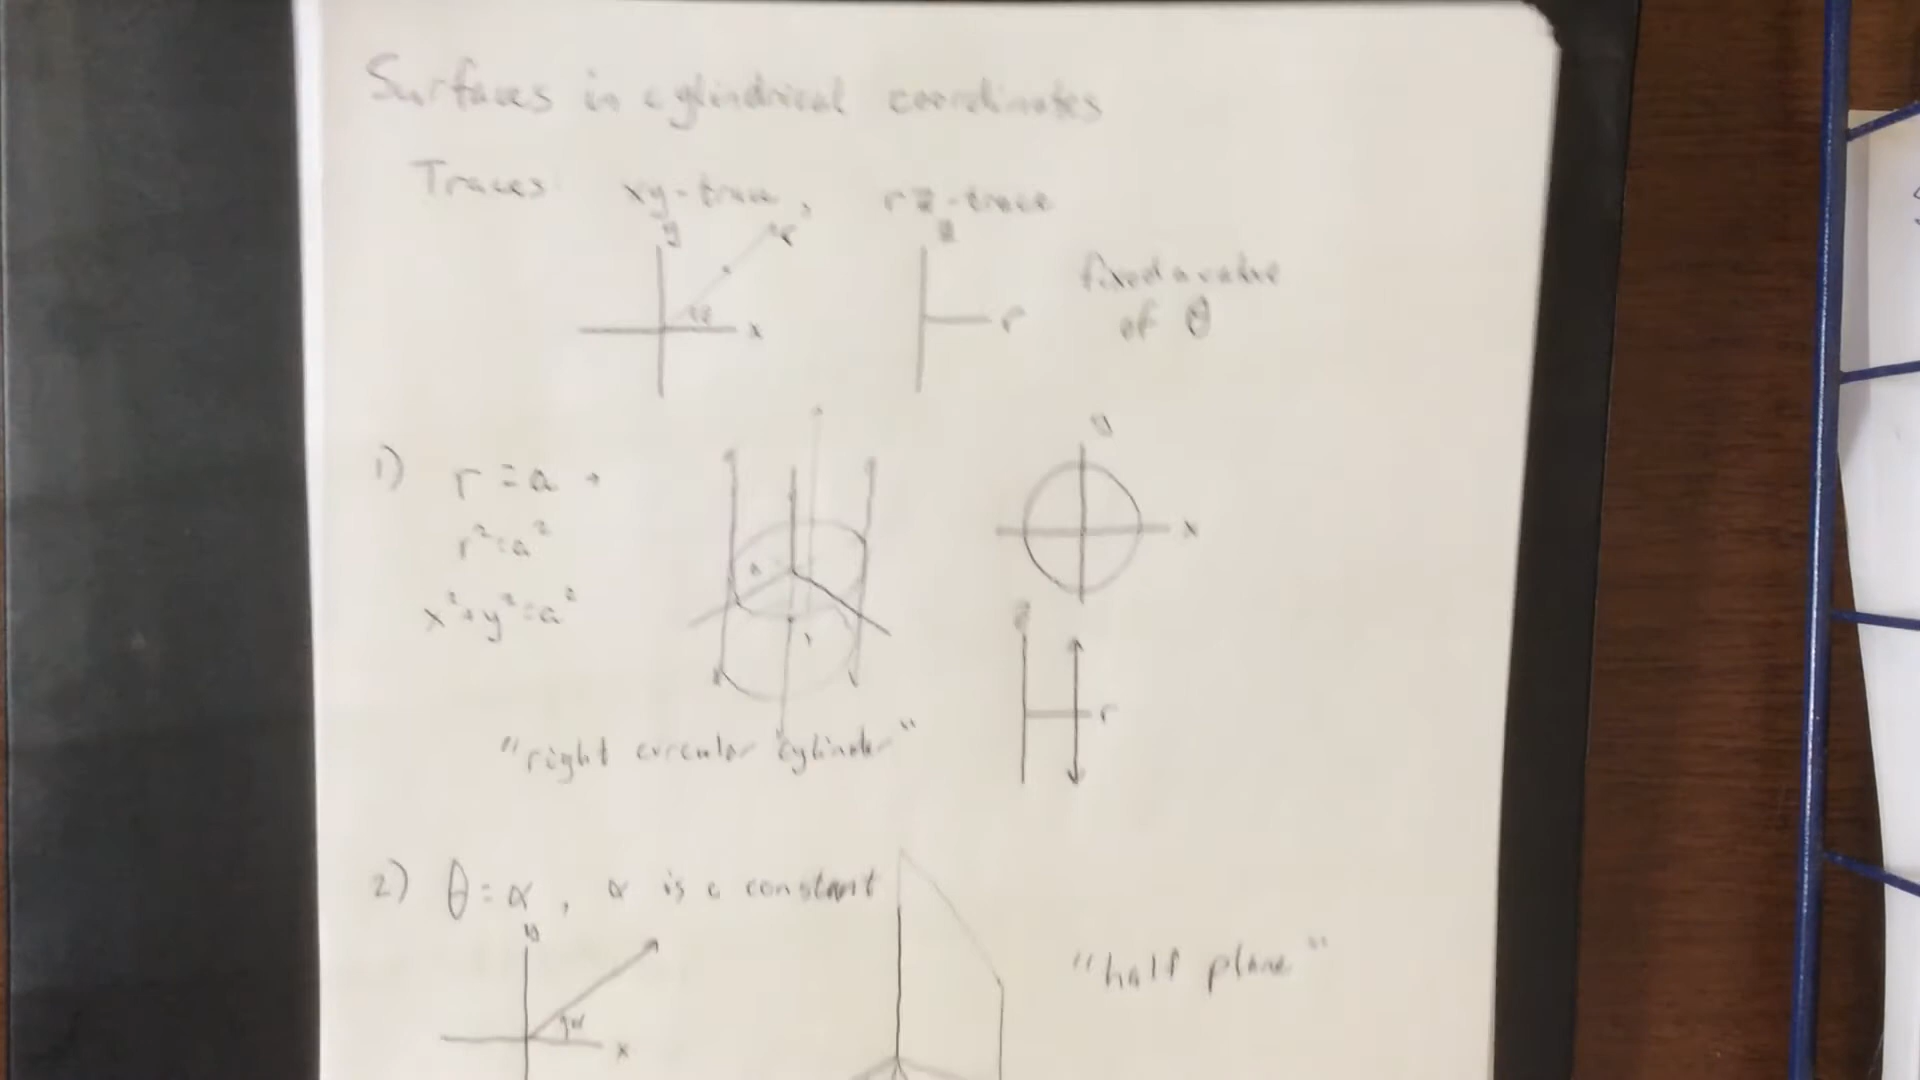 Surfaces in cylindrical coordinates
Traces xy-trace, rz-trace
y r z
fixed a value
of θ
x r
1) r = a
r² = a²
x² + y² = a²
y
x
z
r
"right circular cylinder"
2) θ = α, α is a constant
y
"half plane"
α
x